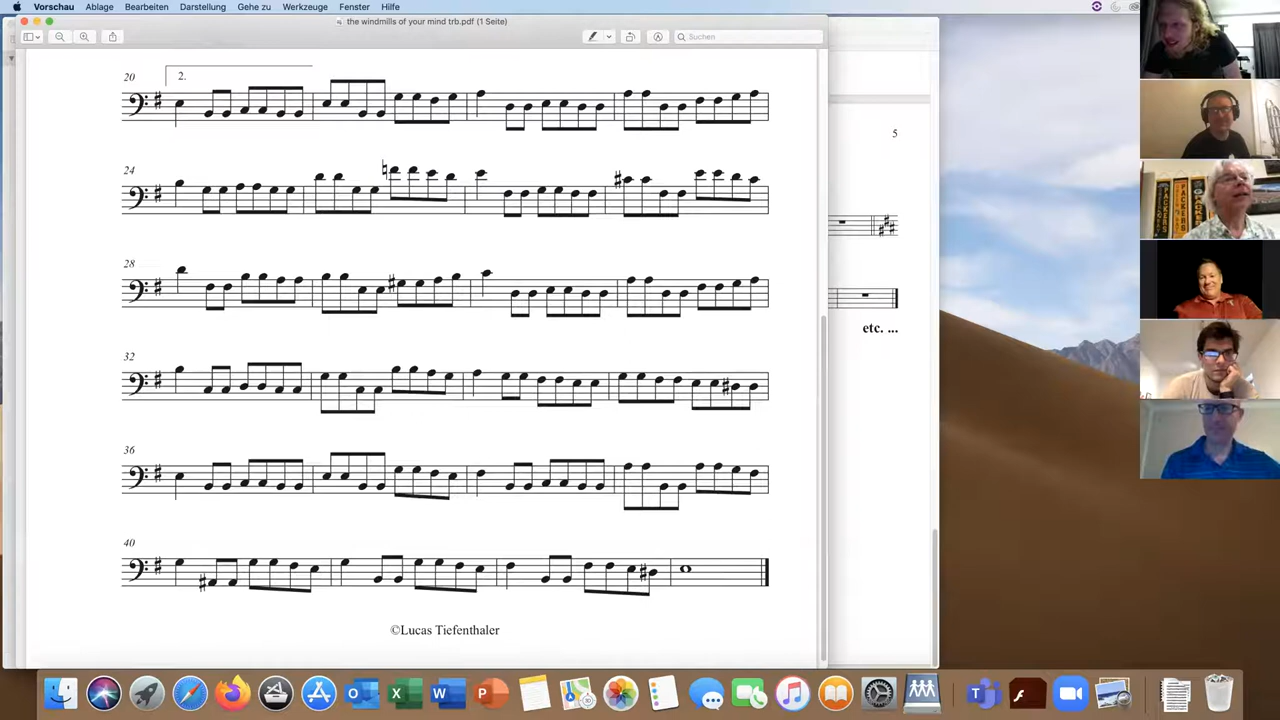 Vorschau Ablage Bearbeiten Darstellung Gehe zu Werkzeuge Fenster Hilfe
the windmills of your mind trb.pdf (1 Seite)
Suchen
20
2.
24
5
28
etc. ...
32
36
40
©Lucas Tiefenthaler
PACKERS